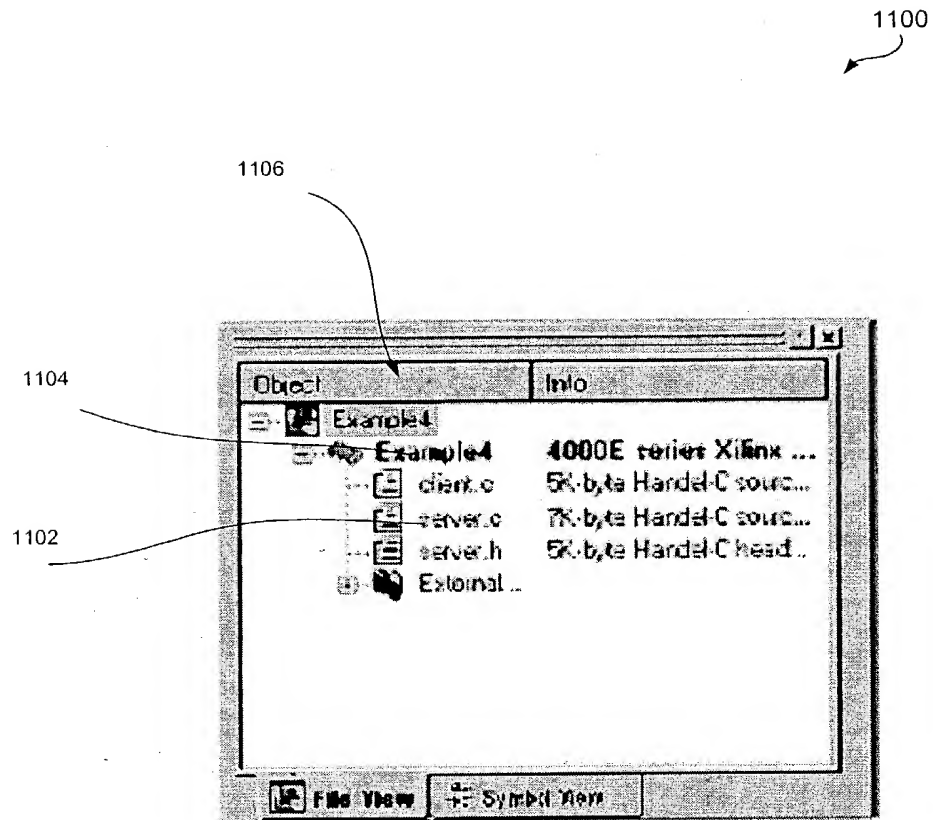 1100
1106
1104
1102
Object Info
Example4
Example4 4000E series Xilinx ...
client.c 5K-byte Handel-C sourc...
server.c 7K-byte Handel-C sourc...
server.h 5K-byte Handel-C head...
External ...
File View Symbol View